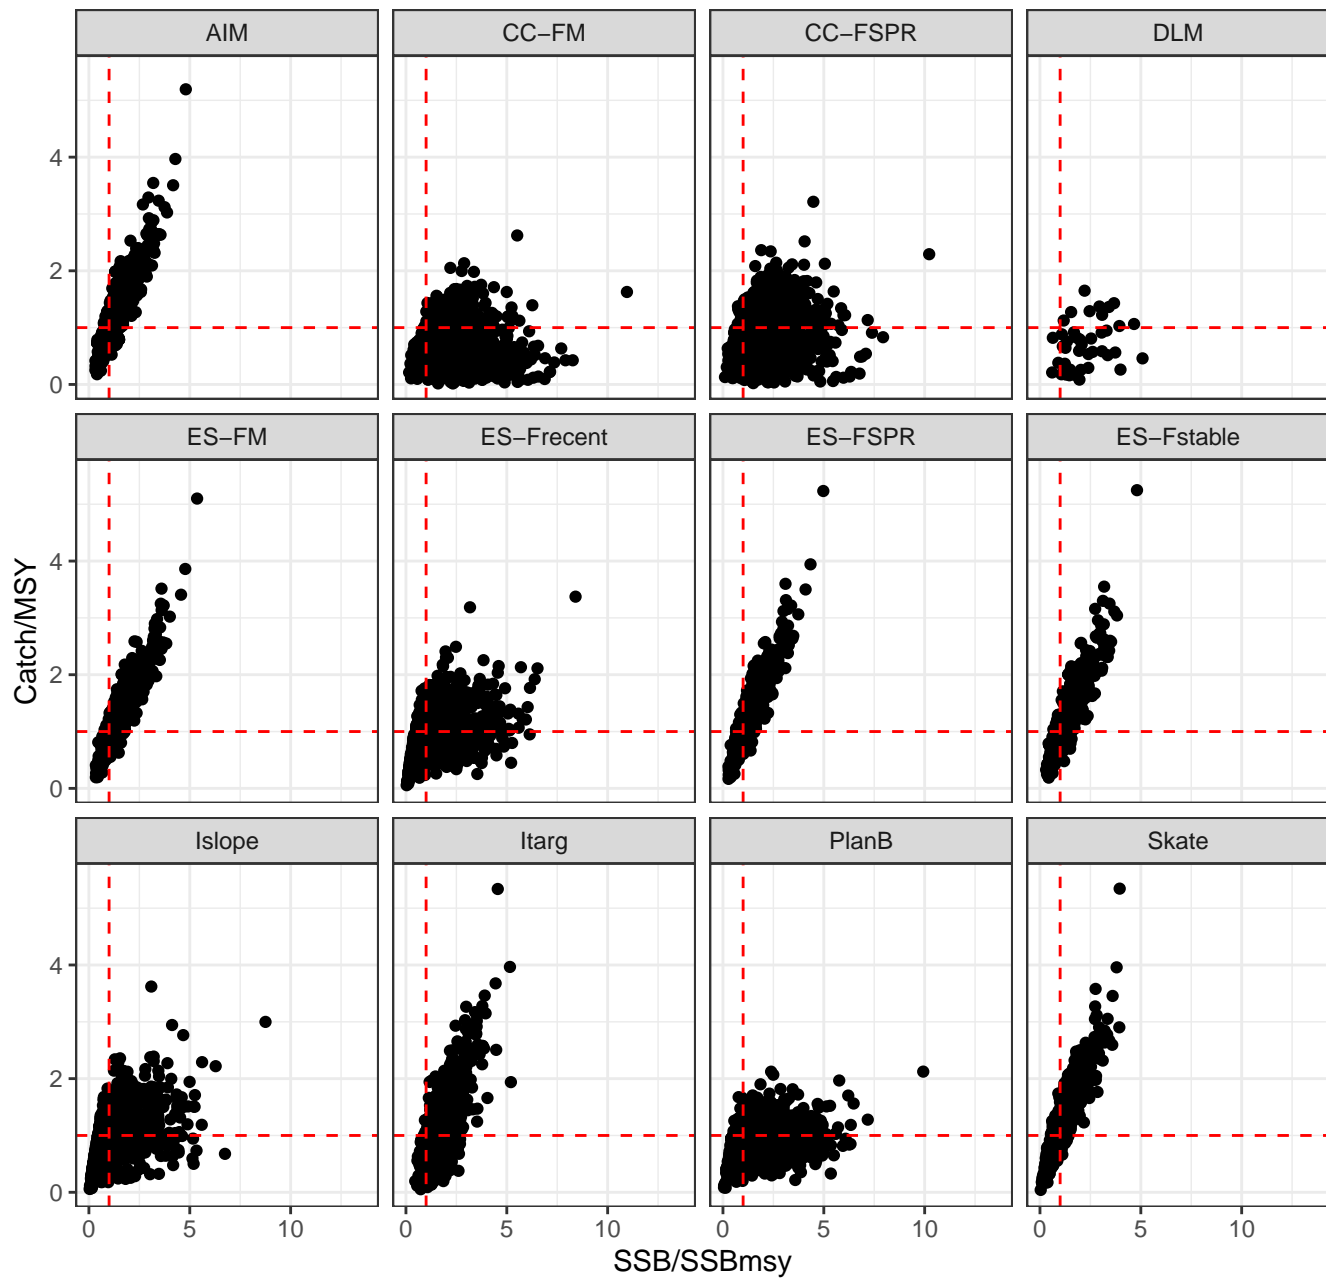 AIM
CC−FM
CC−FSPR
DLM
4
2
0
ES−FM
ES−Frecent
ES−FSPR
ES−Fstable
Catch/MSY
4
2
0
Islope
Itarg
PlanB
Skate
4
2
0
0 5 10 0 5 10 0 5 10 0 5 10
SSB/SSBmsy